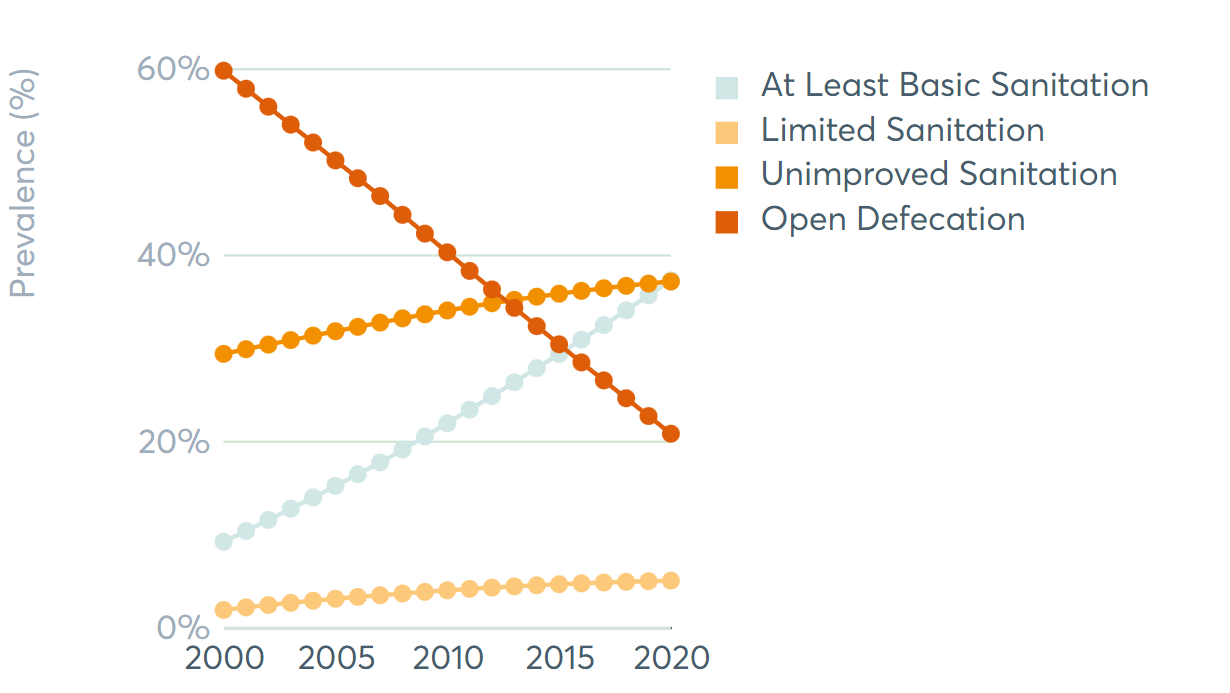 Prevalence (%)
60%
40%
20%
0%
2000 2005 2010 2015 2020
At Least Basic Sanitation
Limited Sanitation
Unimproved Sanitation
Open Defecation